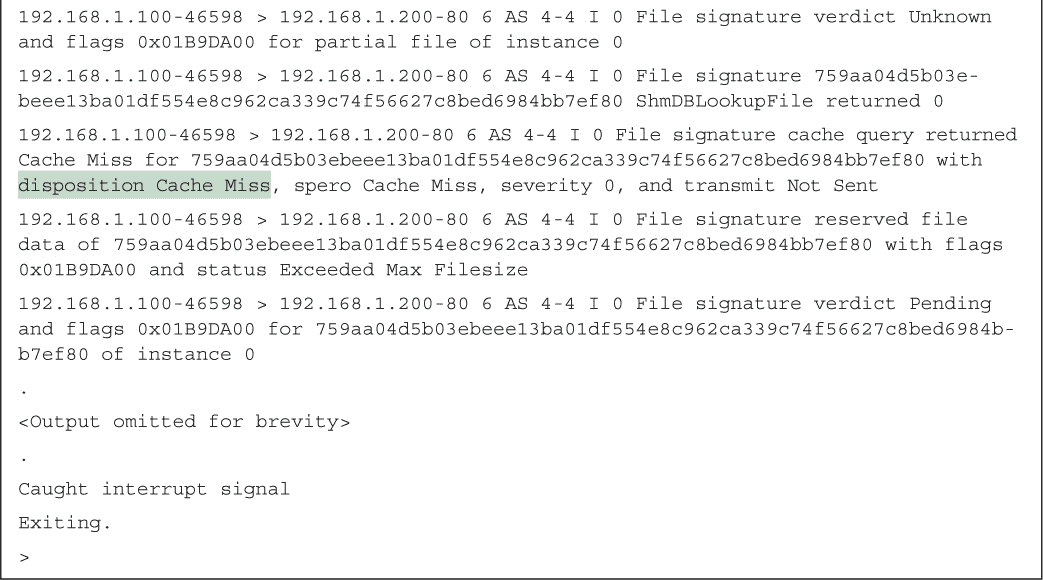 192.168.1.100-46598 > 192.168.1.200-80 6 AS 4-4 I 0 File signature verdict Unknown
and flags 0x01B9DA00 for partial file of instance 0
192.168.1.100-46598 > 192.168.1.200-80 6 AS 4-4 I 0 File signature 759aa04d5b03e-
beee13ba01df554e8c962ca339c74f56627c8bed6984bb7ef80 ShmDBLookupFile returned 0
192.168.1.100-46598 > 192.168.1.200-80 6 AS 4-4 I 0 File signature cache query returned
Cache Miss for 759aa04d5b03ebeee13ba01df554e8c962ca339c74f56627c8bed6984bb7ef80 with
disposition Cache Miss, spero Cache Miss, severity 0, and transmit Not Sent
192.168.1.100-46598 > 192.168.1.200-80 6 AS 4-4 I 0 File signature reserved file
data of 759aa04d5b03ebeee13ba01df554e8c962ca339c74f56627c8bed6984bb7ef80 with flags
0x01B9DA00 and status Exceeded Max Filesize
192.168.1.100-46598 > 192.168.1.200-80 6 AS 4-4 I 0 File signature verdict Pending
and flags 0x01B9DA00 for 759aa04d5b03ebeee13ba01df554e8c962ca339c74f56627c8bed6984b-
b7ef80 of instance 0
.
<Output omitted for brevity>
.
Caught interrupt signal
Exiting.
>